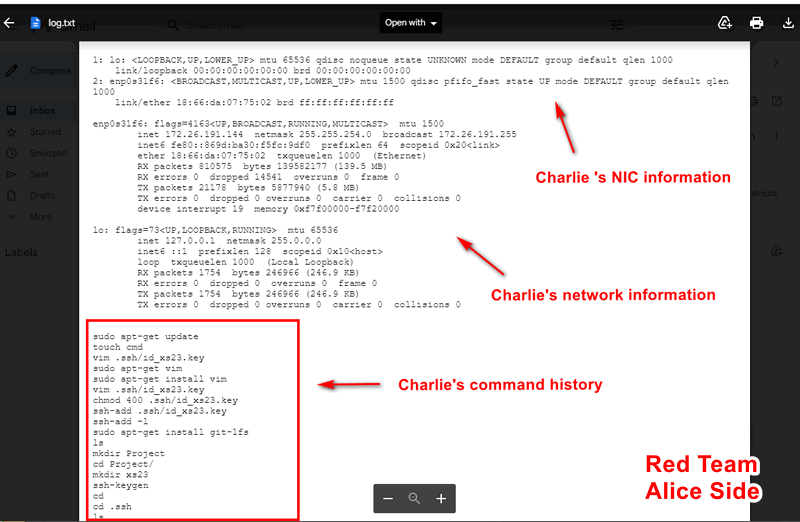 log.txt
Open with
Search mail
Compose
Inbox
Starred
Snoozed
Sent
Drafts
More
Labels
should
1: lo: <LOOPBACK,UP,LOWER_UP> mtu 65536 qdisc noqueue state UNKNOWN mode DEFAULT group default qlen 1000
link/loopback 00:00:00:00:00:00 brd 00:00:00:00:00:00
2: enp0s31f6: <BROADCAST,MULTICAST,UP,LOWER_UP> mtu 1500 qdisc pfifo_fast state UP mode DEFAULT group default qlen
1000
link/ether 18:66:da:07:75:02 brd ff:ff:ff:ff:ff:ff
enp0s31f6: flags=4163<UP,BROADCAST,RUNNING,MULTICAST> mtu 1500
inet 172.26.191.144 netmask 255.255.254.0 broadcast 172.26.191.255
inet6 fe80::869d:ba30:f5fc:9df0 prefixlen 64 scopeid 0x20<link>
ether 18:66:da:07:75:02 txqueuelen 1000 (Ethernet)
RX packets 810575 bytes 139582177 (139.5 MB)
RX errors 0 dropped 14541 overruns 0 frame 0
TX packets 21178 bytes 5877940 (5.8 MB)
TX errors 0 dropped 0 overruns 0 carrier 0 collisions 0
device interrupt 19 memory 0xf7f00000-f7f20000
Charlie 's NIC information
lo: flags=73<UP,LOOPBACK,RUNNING> mtu 65536
inet 127.0.0.1 netmask 255.0.0.0
inet6 ::1 prefixlen 128 scopeid 0x10<host>
loop txqueuelen 1000 (Local Loopback)
RX packets 1754 bytes 246966 (246.9 KB)
RX errors 0 dropped 0 overruns 0 frame 0
TX packets 1754 bytes 246966 (246.9 KB)
TX errors 0 dropped 0 overruns 0 carrier 0 collisions 0
Charlie's network information
sudo apt-get update
touch cmd
vim .ssh/id_xs23.key
sudo apt-get vim
sudo apt-get install vim
vim .ssh/id_xs23.key
chmod 400 .ssh/id_xs23.key
ssh-add .ssh/id_xs23.key
ssh-add -l
sudo apt-get install git-lfs
ls
mkdir Project
cd Project/
mkdir xs23
ssh-keygen
cd
cd .ssh
ls
Charlie's command history
Red Team
Alice Side